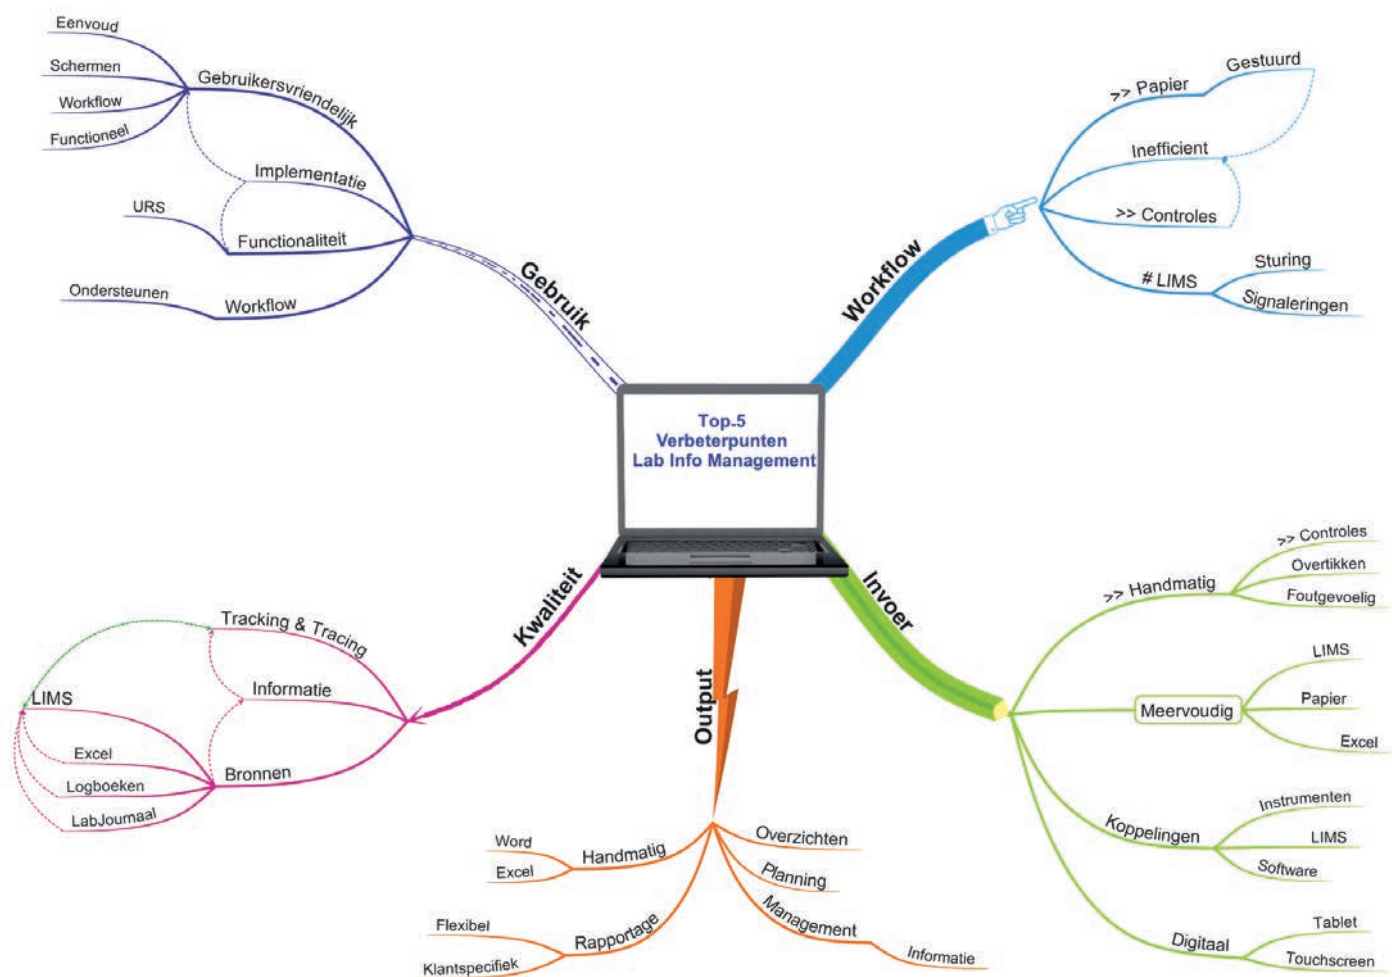 Top-5
Verbeterpunten
Lab Info Management
Workflow
>> Papier
Gestuurd
Inefficient
>> Controles
# LIMS
Sturing
Signaleringen
Invoer
>> Handmatig
>> Controles
Overtikken
Foutgevoelig
Meervoudig
LIMS
Papier
Excel
Koppelingen
Instrumenten
LIMS
Software
Digitaal
Tablet
Touchscreen
Output
Overzichten
Planning
Management
Informatie
Rapportage
Flexibel
Klantspecifiek
Handmatig
Word
Excel
Kwaliteit
Tracking & Tracing
Informatie
Bronnen
LIMS
Excel
Logboeken
LabJournaal
Gebruik
Gebruikersvriendelijk
Eenvoud
Schermen
Workflow
Functioneel
Implementatie
Functionaliteit
URS
Workflow
Ondersteunen